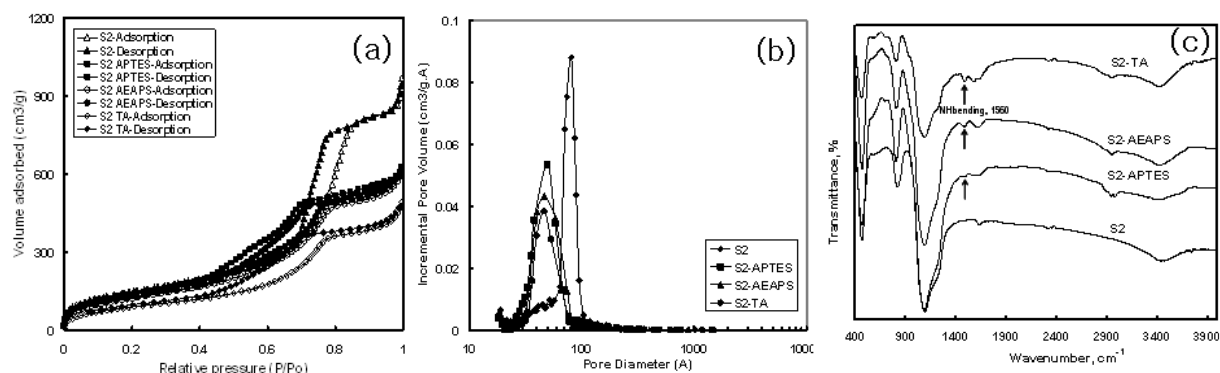 (a)
1200
900
600
300
0
Volume adsorbed (cm3/g)
S2-Adsorption
S2-Desorption
S2 APTES-Adsorption
S2 APTES-Desorption
S2 AEAPS-Adsorption
S2 AEAPS-Desorption
S2 TA-Adsorption
S2 TA-Desorption
0 0.2 0.4 0.6 0.8 1
Relative pressure (P/Po)
(b)
0.1
0.08
0.06
0.04
0.02
0
Incremental Pore Volume (cm3/g.A)
S2
S2-APTES
S2-AEAPS
S2-TA
10 100 1000 1000
Pore Diameter (A)
(c)
Transmittance, %
S2-TA
NHbending, 1560
S2-AEAPS
S2-APTES
S2
400 900 1400 1900 2400 2900 3400 3900
Wavenumber, cm-1